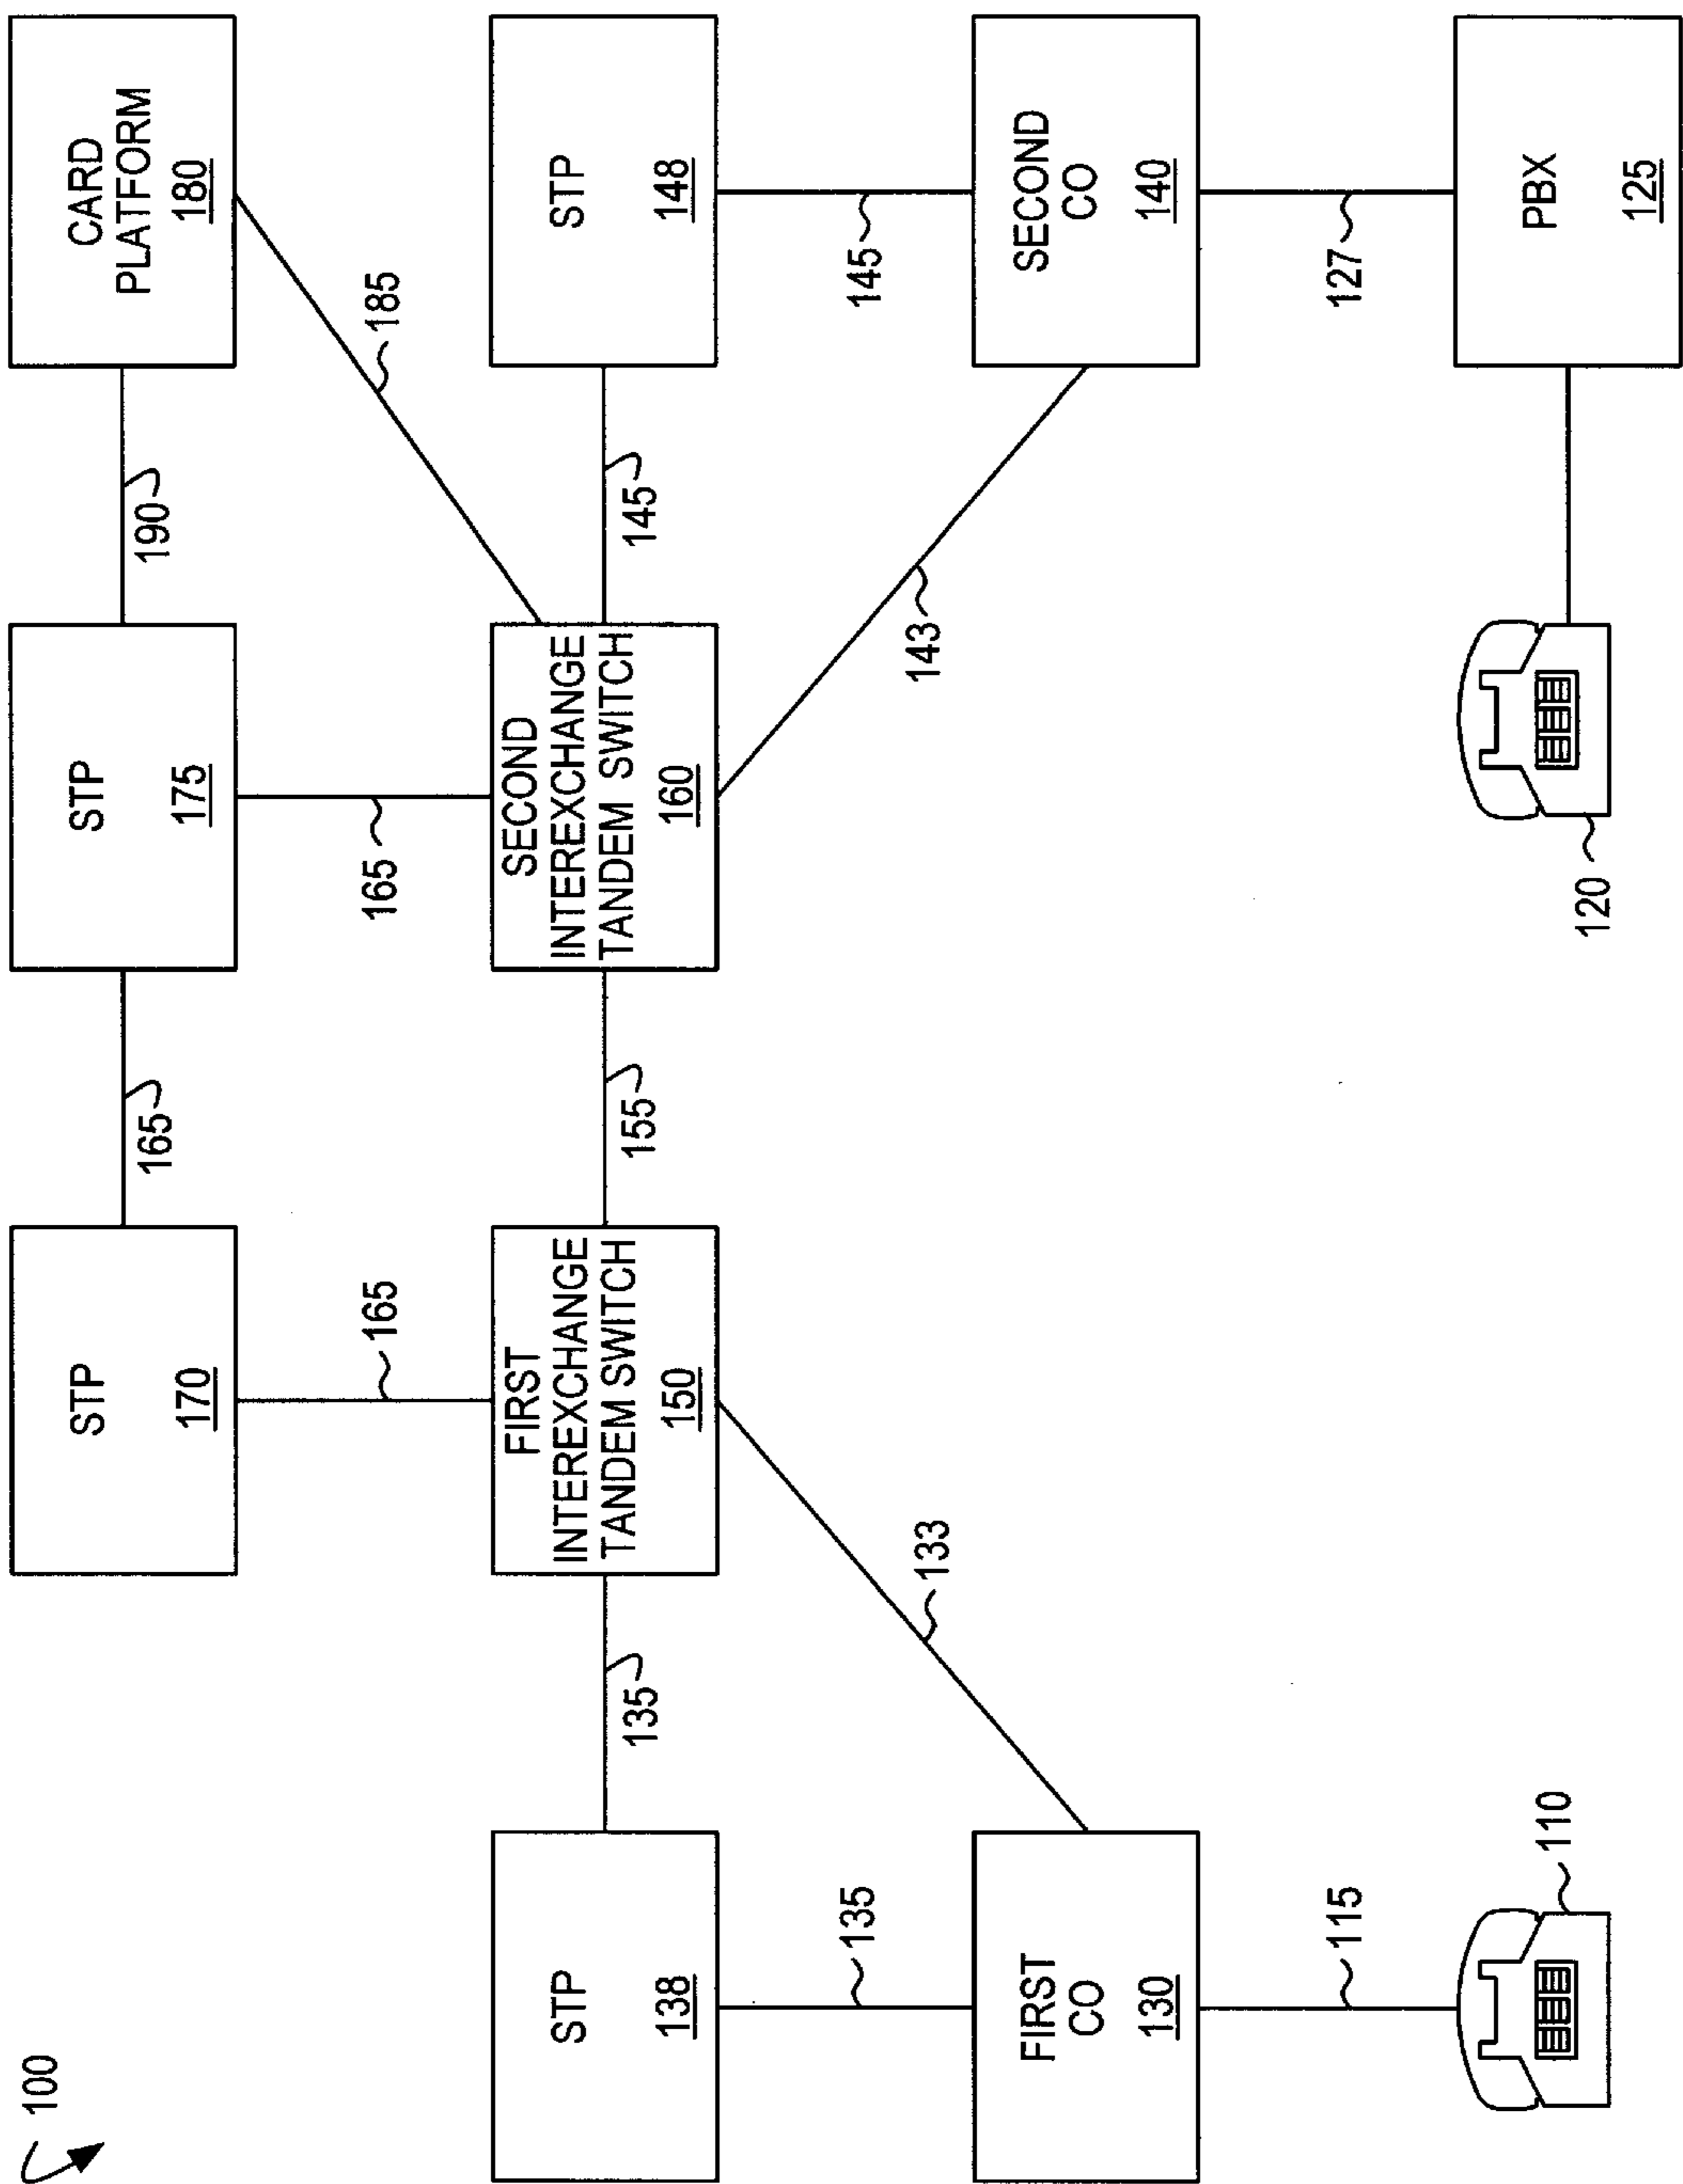 100
STP
170
165
STP
175
190
CARD
PLATFORM
180
165
165
185
STP
138
135
FIRST
INTEREXCHANGE
TANDEM SWITCH
150
155
SECOND
INTEREXCHANGE
TANDEM SWITCH
160
145
STP
148
135
133
143
145
FIRST
CO
130
SECOND
CO
140
115
127
110
120
PBX
125